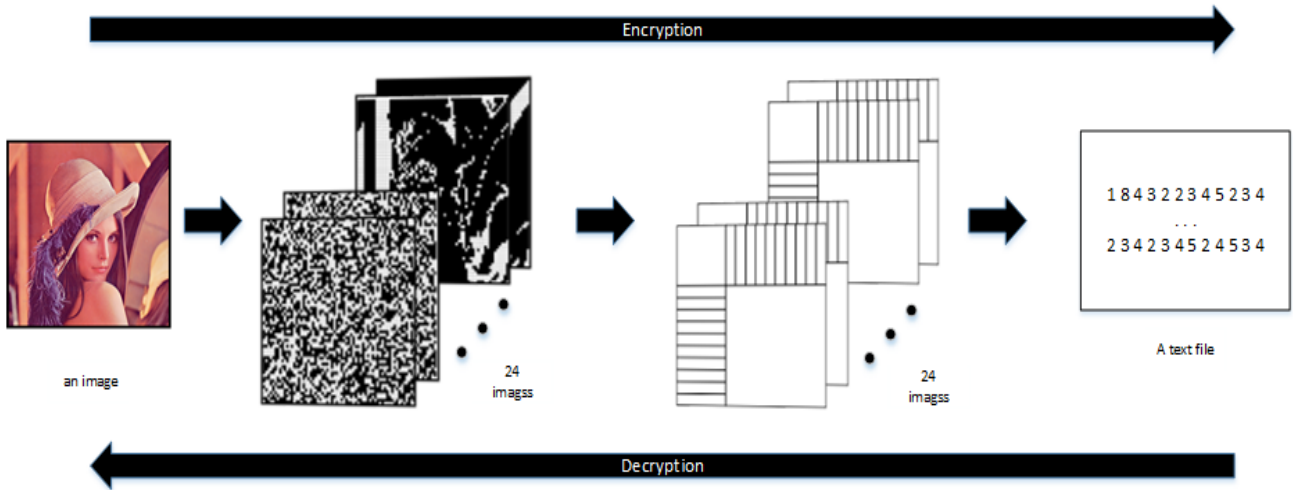 Encryption
1 8 4 3 2 2 3 4 5 2 3 4
. . .
2 3 4 2 3 4 5 2 4 5 3 4
A text file
an image
24
imagss
24
imagss
Decryption